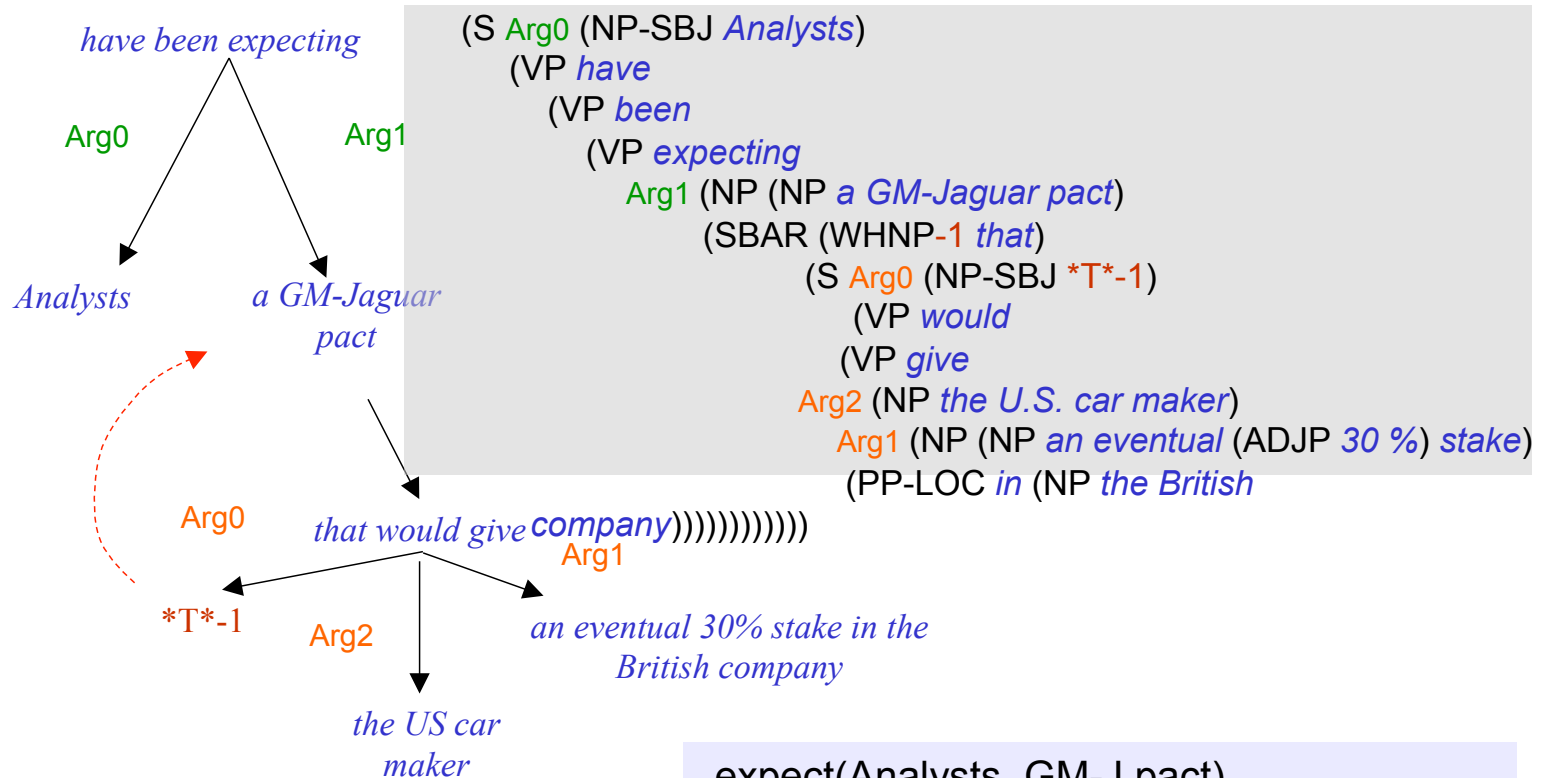 have been expecting
Arg0
Arg1
Analysts
a GM-Jaguar
pact
Arg0
that would give
Arg1
*T*-1
Arg2
an eventual 30% stake in the
British company
the US car
maker
(S Arg0 (NP-SBJ Analysts)
(VP have
(VP been
(VP expecting
Arg1 (NP (NP a GM-Jaguar pact)
(SBAR (WHNP-1 that)
(S Arg0 (NP-SBJ *T*-1)
(VP would
(VP give
Arg2 (NP the U.S. car maker)
Arg1 (NP (NP an eventual (ADJP 30 %) stake)
(PP-LOC in (NP the British
company))))))))))))
expect(Analysts, GM-J pact)